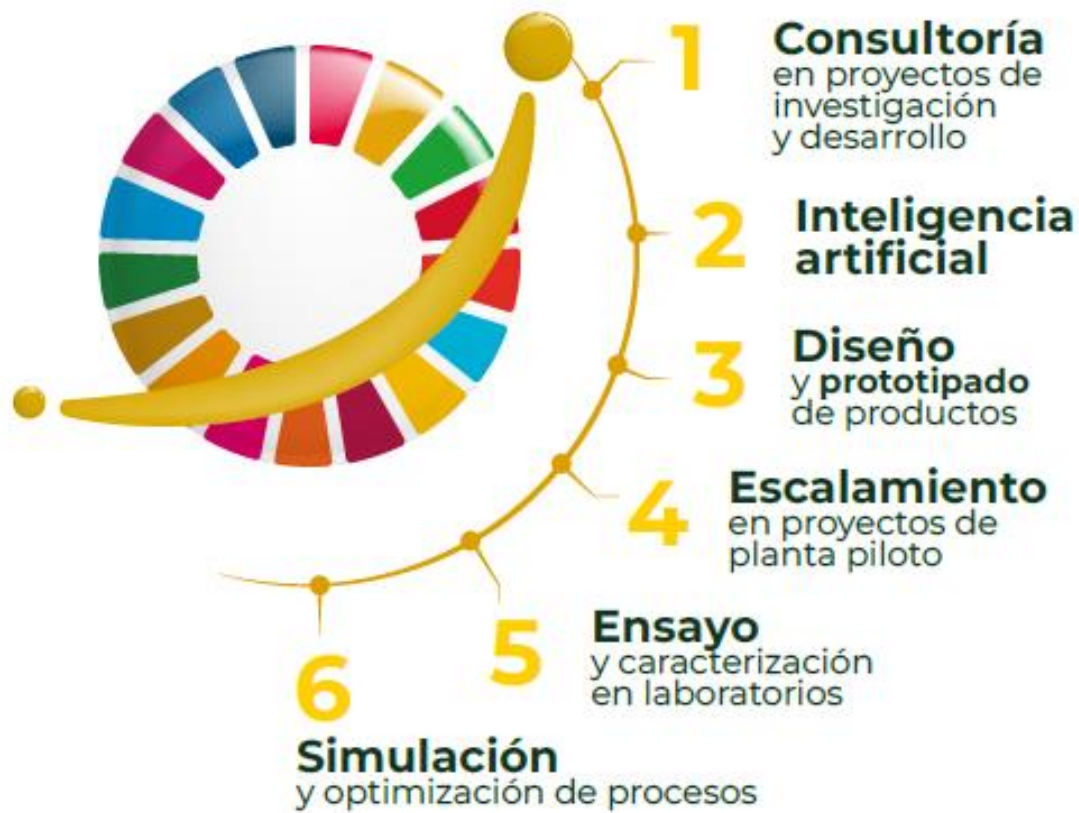 1
Consultoría
en proyectos de
investigación
y desarrollo
2
Inteligencia
artificial
3
Diseño
y prototipado
de productos
4
Escalamiento
en proyectos de
planta piloto
5
Ensayo
y caracterización
en laboratorios
6
Simulación
y optimización de procesos